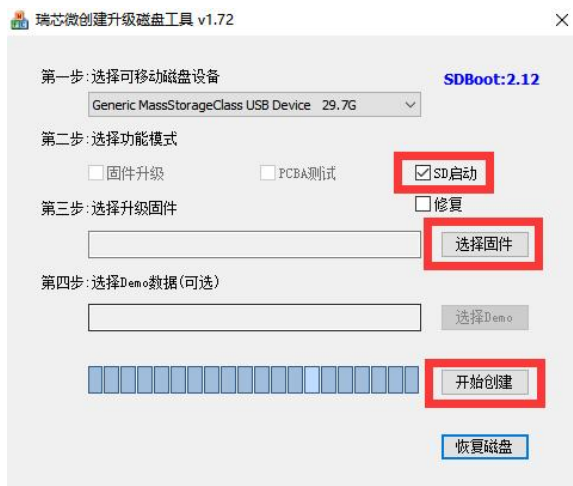 瑞芯微创建升级磁盘工具 v1.72
第一步:选择可移动磁盘设备
SDBoot:2.12
Generic MassStorageClass USB Device 29.7G
第二步:选择功能模式
固件升级
PCBA测试
SD启动
第三步:选择升级固件
修复
选择固件
第四步:选择Demo数据(可选)
选择Demo
开始创建
恢复磁盘